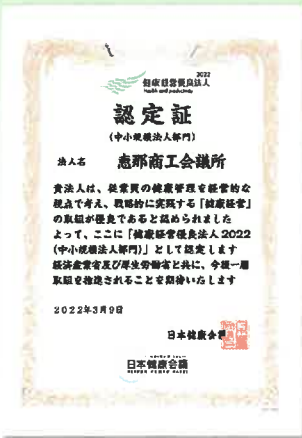 2022
健康経営優良法人
Health and productivity
認定証
(中小規模法人部門)
法人名 恵那商工会議所
貴法人は、従業員の健康管理を経営的な
視点で考え、戦略的に実践する「健康経営」
の取組が優良であると認められました
よって、ここに「健康経営優良法人2022
(中小規模法人部門)」として認定します
経済産業省及び厚生労働省と共に、今後一層
取組を推進されることを期待いたします
2022年3月9日
日本健康会議
日本健康会議
NIPPON KENKO KAIGI